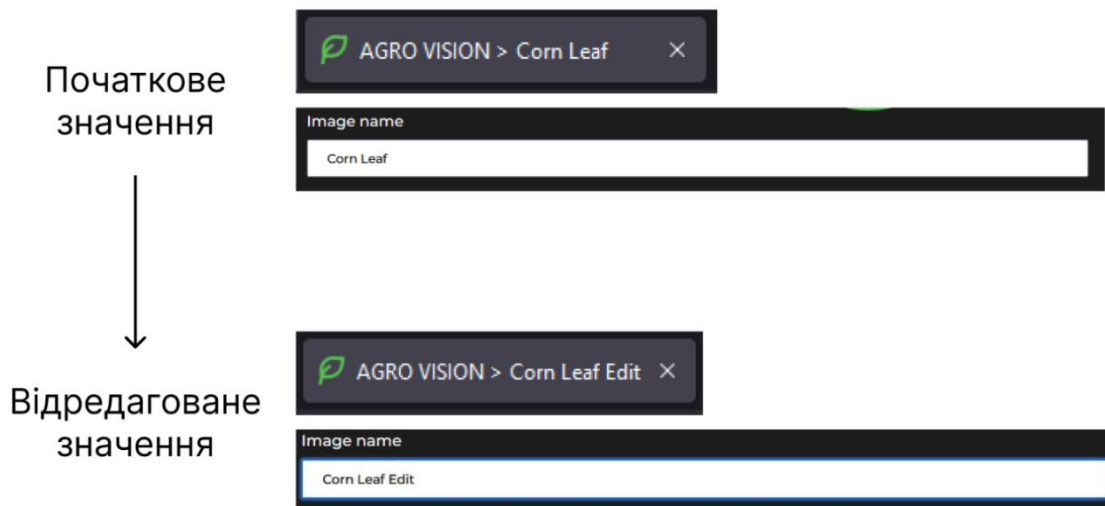 Початкове
значення
AGRO VISION > Corn Leaf
Image name
Corn Leaf
Відредаговане
значення
AGRO VISION > Corn Leaf Edit
Image name
Corn Leaf Edit